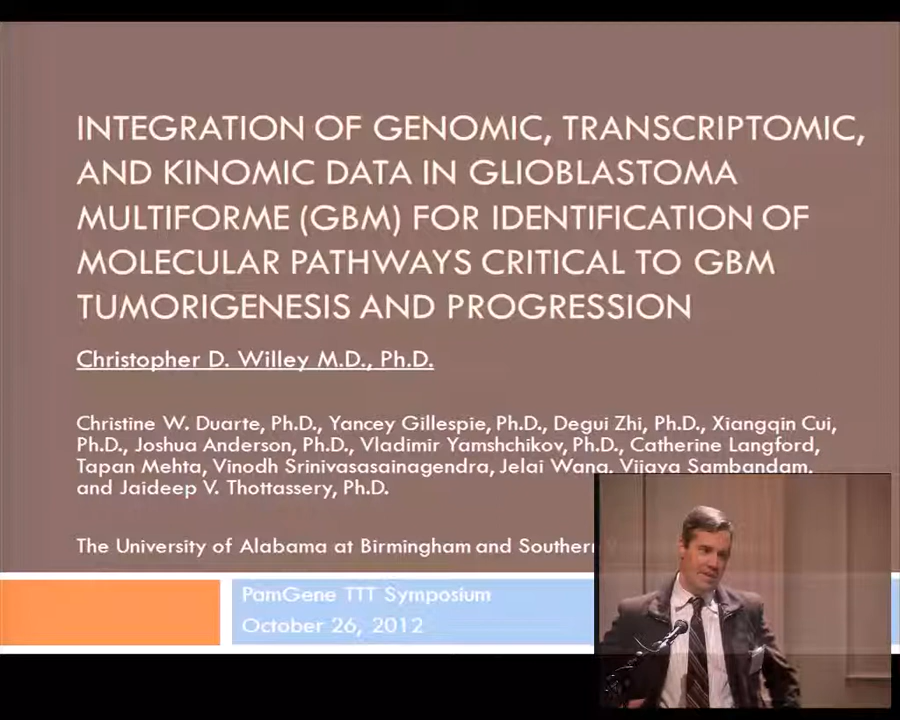 INTEGRATION OF GENOMIC, TRANSCRIPTOMIC,
AND KINOMIC DATA IN GLIOBLASTOMA
MULTIFORME (GBM) FOR IDENTIFICATION OF
MOLECULAR PATHWAYS CRITICAL TO GBM
TUMORIGENESIS AND PROGRESSION
Christopher D. Willey M.D., Ph.D.
Christine W. Duarte, Ph.D., Yancey Gillespie, Ph.D., Degui Zhi, Ph.D., Xiangqin Cui,
Ph.D., Joshua Anderson, Ph.D., Vladimir Yamshchikov, Ph.D., Catherine Langford,
Tapan Mehta, Vinodh Srinivasasainagendra, Jelai Wang, Vijaya Sambandam,
and Jaideep V. Thottassery, Ph.D.
The University of Alabama at Birmingham and Southern
PamGene TTT Symposium
October 26, 2012